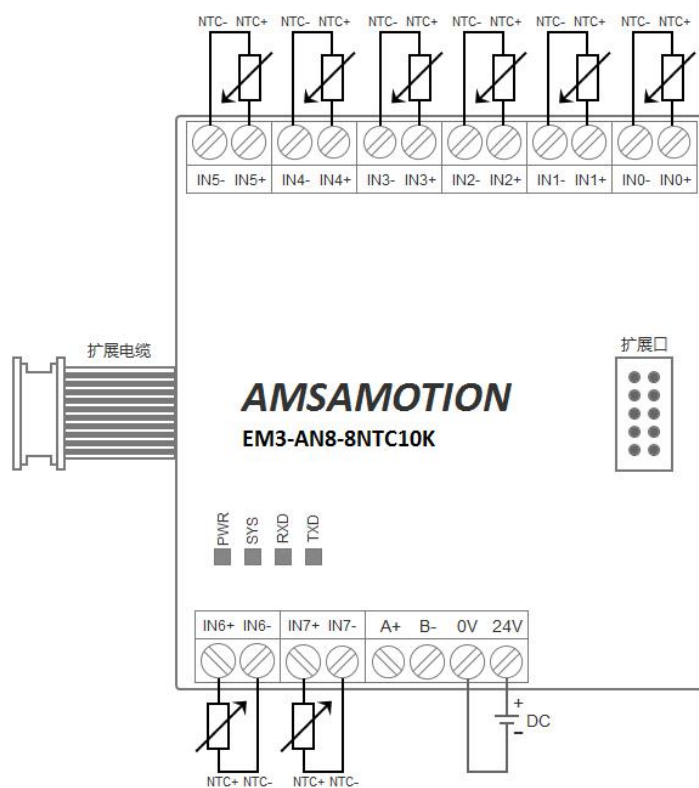 NTC- NTC+ NTC- NTC+ NTC- NTC+ NTC- NTC+ NTC- NTC+ NTC- NTC+
IN5- IN5+ IN4- IN4+ IN3- IN3+ IN2- IN2+ IN1- IN1+ IN0- IN0+
扩展电缆
扩展口
AMSAMOTION
EM3-AN8-8NTC10K
PWR
SYS
RXD
TXD
IN6+ IN6- IN7+ IN7- A+ B- 0V 24V
+
DC
-
NTC+ NTC- NTC+ NTC-